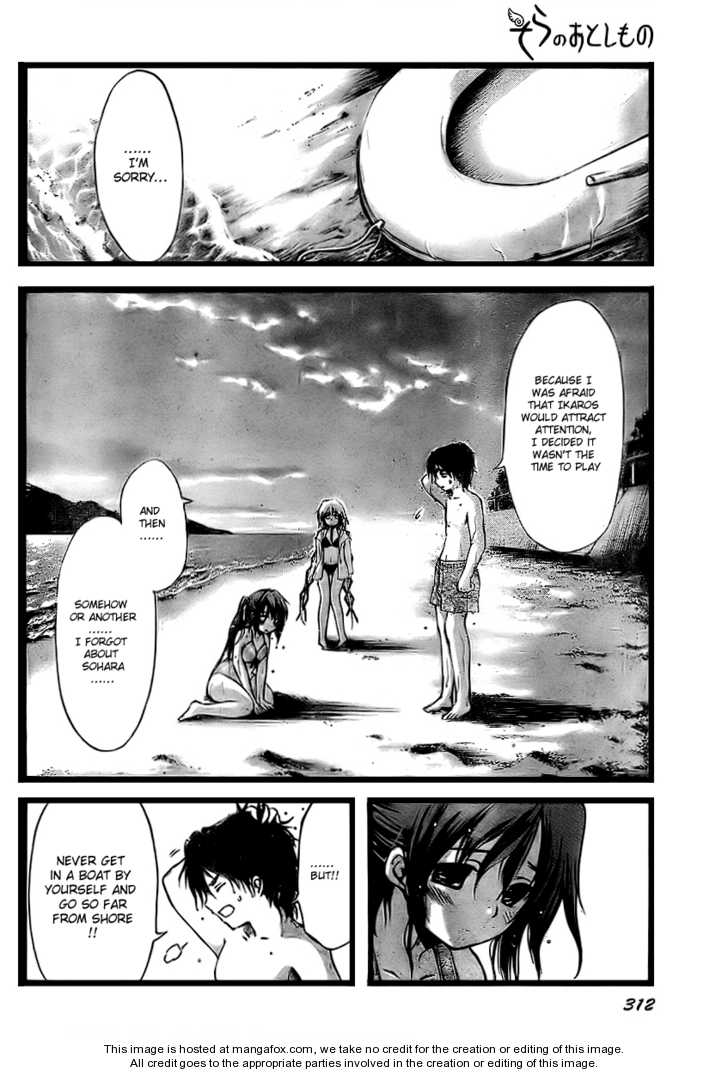 そらのおとしもの
......
I'M
SORRY...
BECAUSE I
WAS AFRAID
THAT IKAROS
WOULD ATTRACT
ATTENTION,
I DECIDED IT
WASN'T THE
TIME TO PLAY
AND
THEN
......
SOMEHOW
OR ANOTHER
......
I FORGOT
ABOUT
SOHARA
......
......
BUT!!
NEVER GET
IN A BOAT BY
YOURSELF AND
GO SO FAR
FROM SHORE
!!
312
This image is hosted at mangafox.com, we take no credit for the creation or editing of this image.
All credit goes to the appropriate parties involved in the creation or editing of this image.